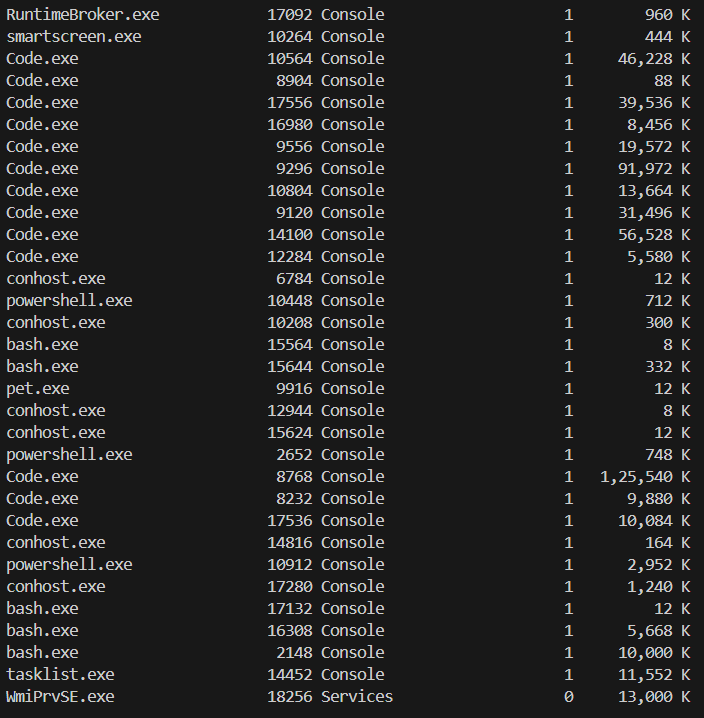 RuntimeBroker.exe 17092 Console 1 960 K
smartscreen.exe 10264 Console 1 444 K
Code.exe 10564 Console 1 46,228 K
Code.exe 8904 Console 1 88 K
Code.exe 17556 Console 1 39,536 K
Code.exe 16980 Console 1 8,456 K
Code.exe 9556 Console 1 19,572 K
Code.exe 9296 Console 1 91,972 K
Code.exe 10804 Console 1 13,664 K
Code.exe 9120 Console 1 31,496 K
Code.exe 14100 Console 1 56,528 K
Code.exe 12284 Console 1 5,580 K
conhost.exe 6784 Console 1 12 K
powershell.exe 10448 Console 1 712 K
conhost.exe 10208 Console 1 300 K
bash.exe 15564 Console 1 8 K
bash.exe 15644 Console 1 332 K
pet.exe 9916 Console 1 12 K
conhost.exe 12944 Console 1 8 K
conhost.exe 15624 Console 1 12 K
powershell.exe 2652 Console 1 748 K
Code.exe 8768 Console 1 1,25,540 K
Code.exe 8232 Console 1 9,880 K
Code.exe 17536 Console 1 10,084 K
conhost.exe 14816 Console 1 164 K
powershell.exe 10912 Console 1 2,952 K
conhost.exe 17280 Console 1 1,240 K
bash.exe 17132 Console 1 12 K
bash.exe 16308 Console 1 5,668 K
bash.exe 2148 Console 1 10,000 K
tasklist.exe 14452 Console 1 11,552 K
WmiPrvSE.exe 18256 Services 0 13,000 K